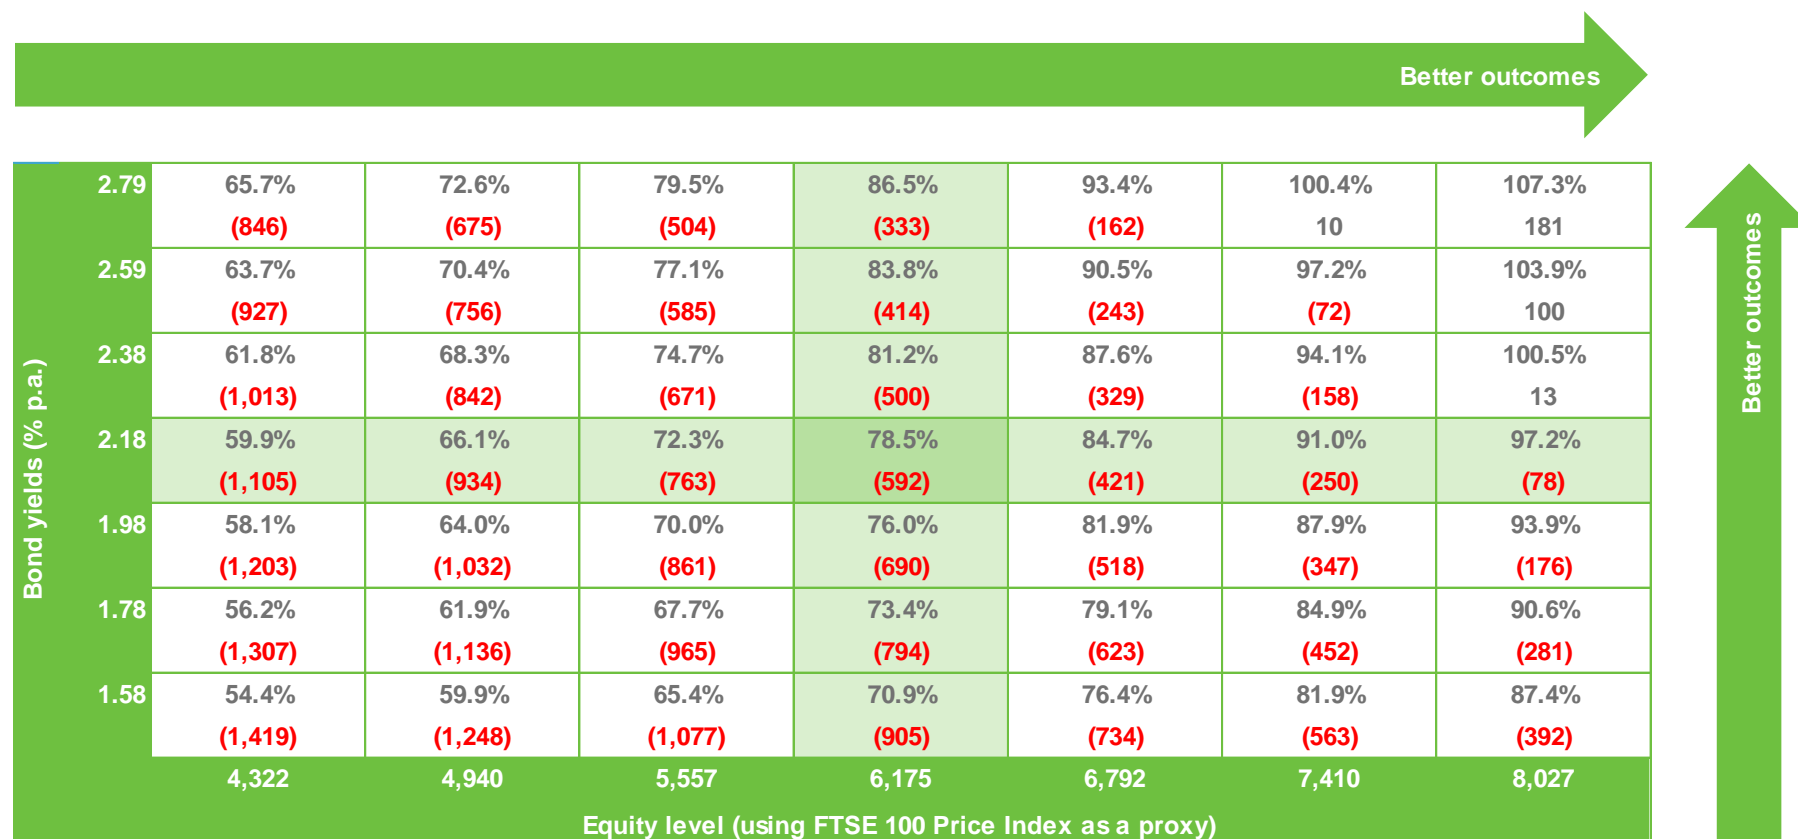 Better outcomes
2.79 65.7% 72.6% 79.5% 86.5% 93.4% 100.4% 107.3%
(846) (675) (504) (333) (162) 10 181
2.59 63.7% 70.4% 77.1% 83.8% 90.5% 97.2% 103.9%
(927) (756) (585) (414) (243) (72) 100
2.38 61.8% 68.3% 74.7% 81.2% 87.6% 94.1% 100.5%
(1,013) (842) (671) (500) (329) (158) 13
2.18 59.9% 66.1% 72.3% 78.5% 84.7% 91.0% 97.2%
(1,105) (934) (763) (592) (421) (250) (78)
1.98 58.1% 64.0% 70.0% 76.0% 81.9% 87.9% 93.9%
(1,203) (1,032) (861) (690) (518) (347) (176)
1.78 56.2% 61.9% 67.7% 73.4% 79.1% 84.9% 90.6%
(1,307) (1,136) (965) (794) (623) (452) (281)
1.58 54.4% 59.9% 65.4% 70.9% 76.4% 81.9% 87.4%
(1,419) (1,248) (1,077) (905) (734) (563) (392)
4,322 4,940 5,557 6,175 6,792 7,410 8,027
Equity level (using FTSE 100 Price Index as a proxy)
Bond yields (% p.a.)
Better outcomes